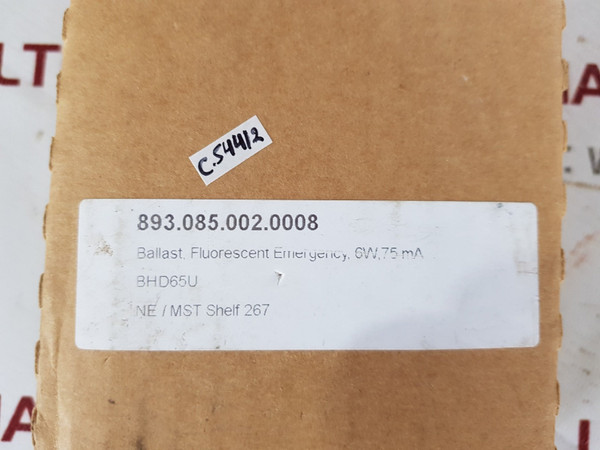 C.54412
893.085.002.0008
Ballast, Fluorescent Emergency, 6W,75 mA
BHD65U
NE / MST Shelf 267